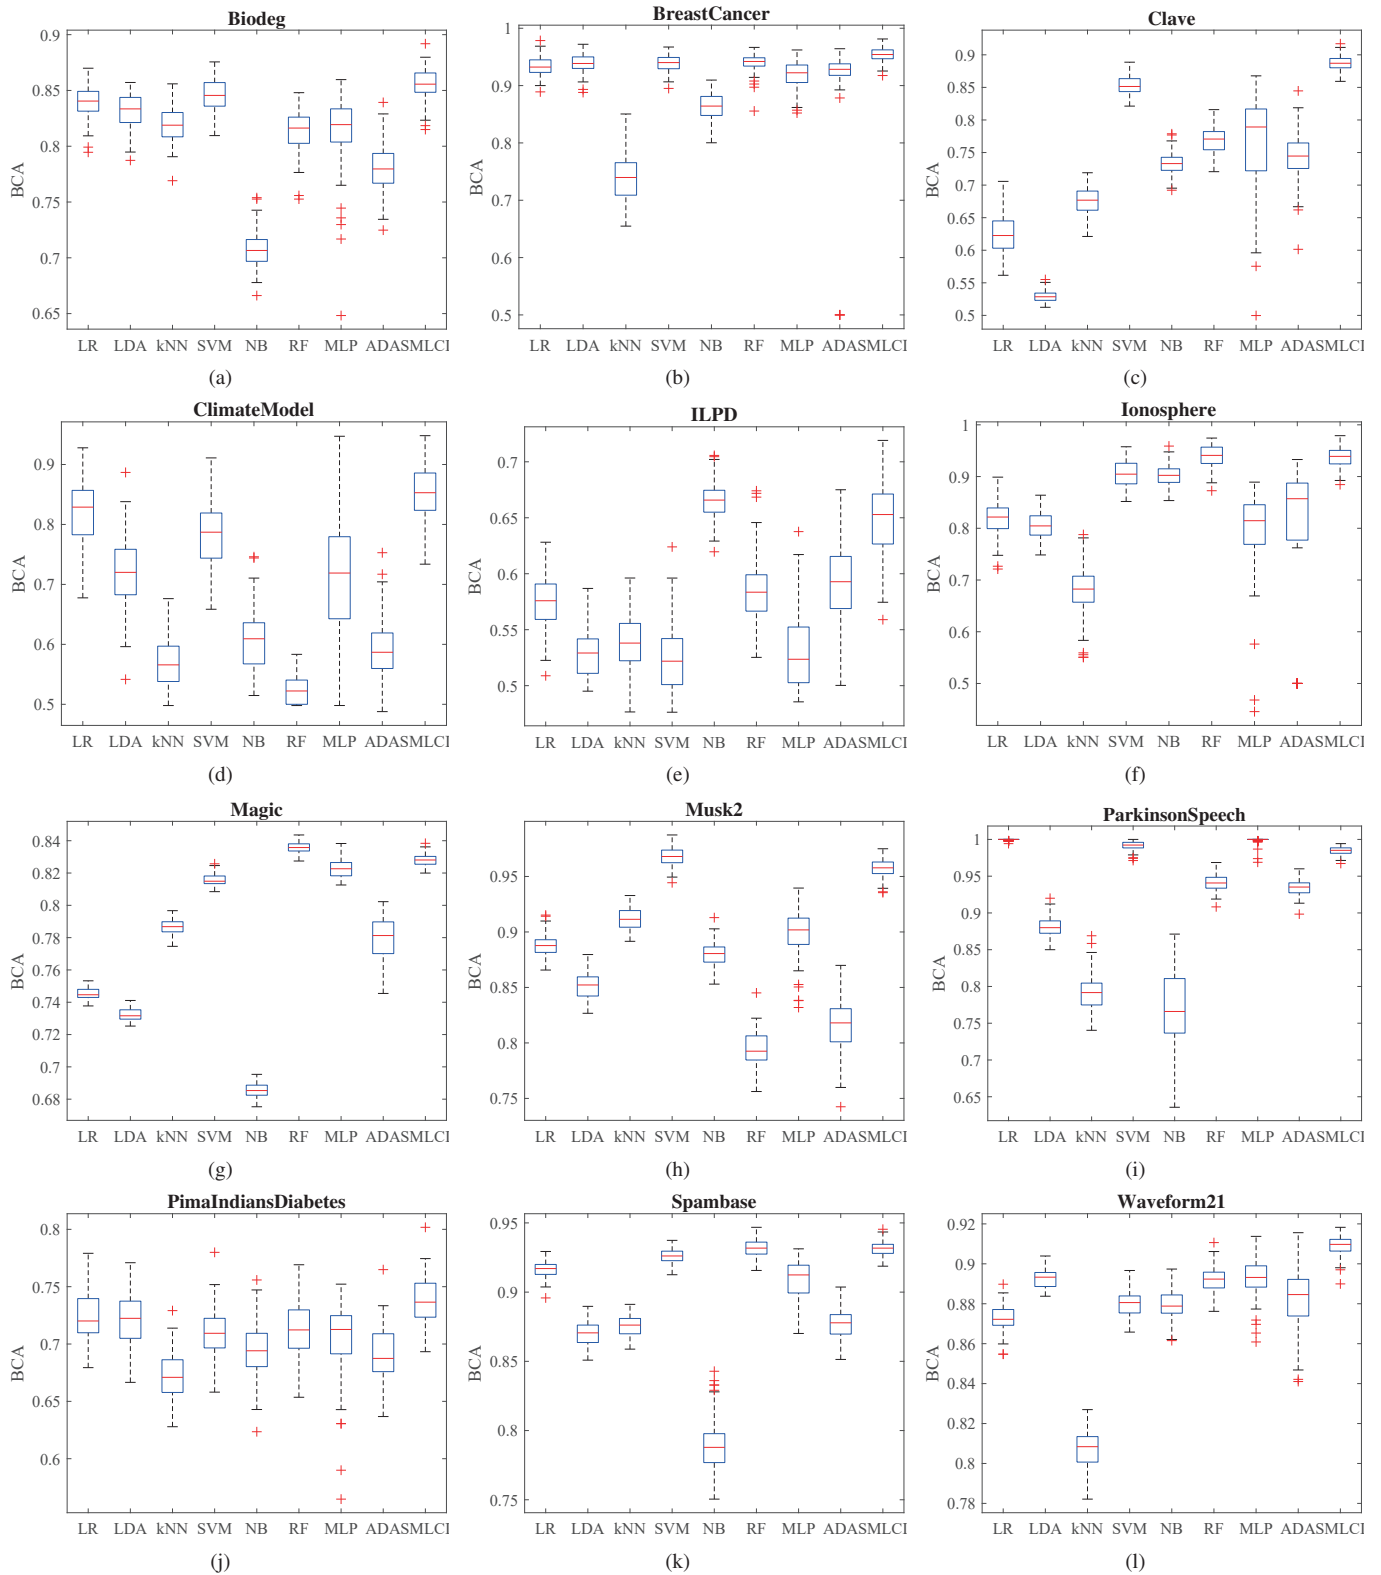 Biodeg
BCA
0.9
0.85
0.8
0.75
0.7
0.65
LR LDA kNN SVM NB RF MLP ADASMLCI
(a)
BreastCancer
BCA
1
0.9
0.8
0.7
0.6
0.5
LR LDA kNN SVM NB RF MLP ADASMLCI
(b)
Clave
BCA
0.9
0.85
0.8
0.75
0.7
0.65
0.6
0.55
0.5
LR LDA kNN SVM NB RF MLP ADASMLCI
(c)
ClimateModel
BCA
0.9
0.8
0.7
0.6
0.5
LR LDA kNN SVM NB RF MLP ADASMLCI
(d)
ILPD
BCA
0.7
0.65
0.6
0.55
0.5
LR LDA kNN SVM NB RF MLP ADASMLCI
(e)
Ionosphere
BCA
1
0.9
0.8
0.7
0.6
0.5
LR LDA kNN SVM NB RF MLP ADASMLCI
(f)
Magic
BCA
0.84
0.82
0.8
0.78
0.76
0.74
0.72
0.7
0.68
LR LDA kNN SVM NB RF MLP ADASMLCI
(g)
Musk2
BCA
0.95
0.9
0.85
0.8
0.75
LR LDA kNN SVM NB RF MLP ADASMLCI
(h)
ParkinsonSpeech
BCA
1
0.95
0.9
0.85
0.8
0.75
0.7
0.65
LR LDA kNN SVM NB RF MLP ADASMLCI
(i)
PimaIndiansDiabetes
BCA
0.8
0.75
0.7
0.65
0.6
LR LDA kNN SVM NB RF MLP ADASMLCI
(j)
Spambase
BCA
0.95
0.9
0.85
0.8
0.75
LR LDA kNN SVM NB RF MLP ADASMLCI
(k)
Waveform21
BCA
0.92
0.9
0.88
0.86
0.84
0.82
0.8
0.78
LR LDA kNN SVM NB RF MLP ADASMLCI
(l)